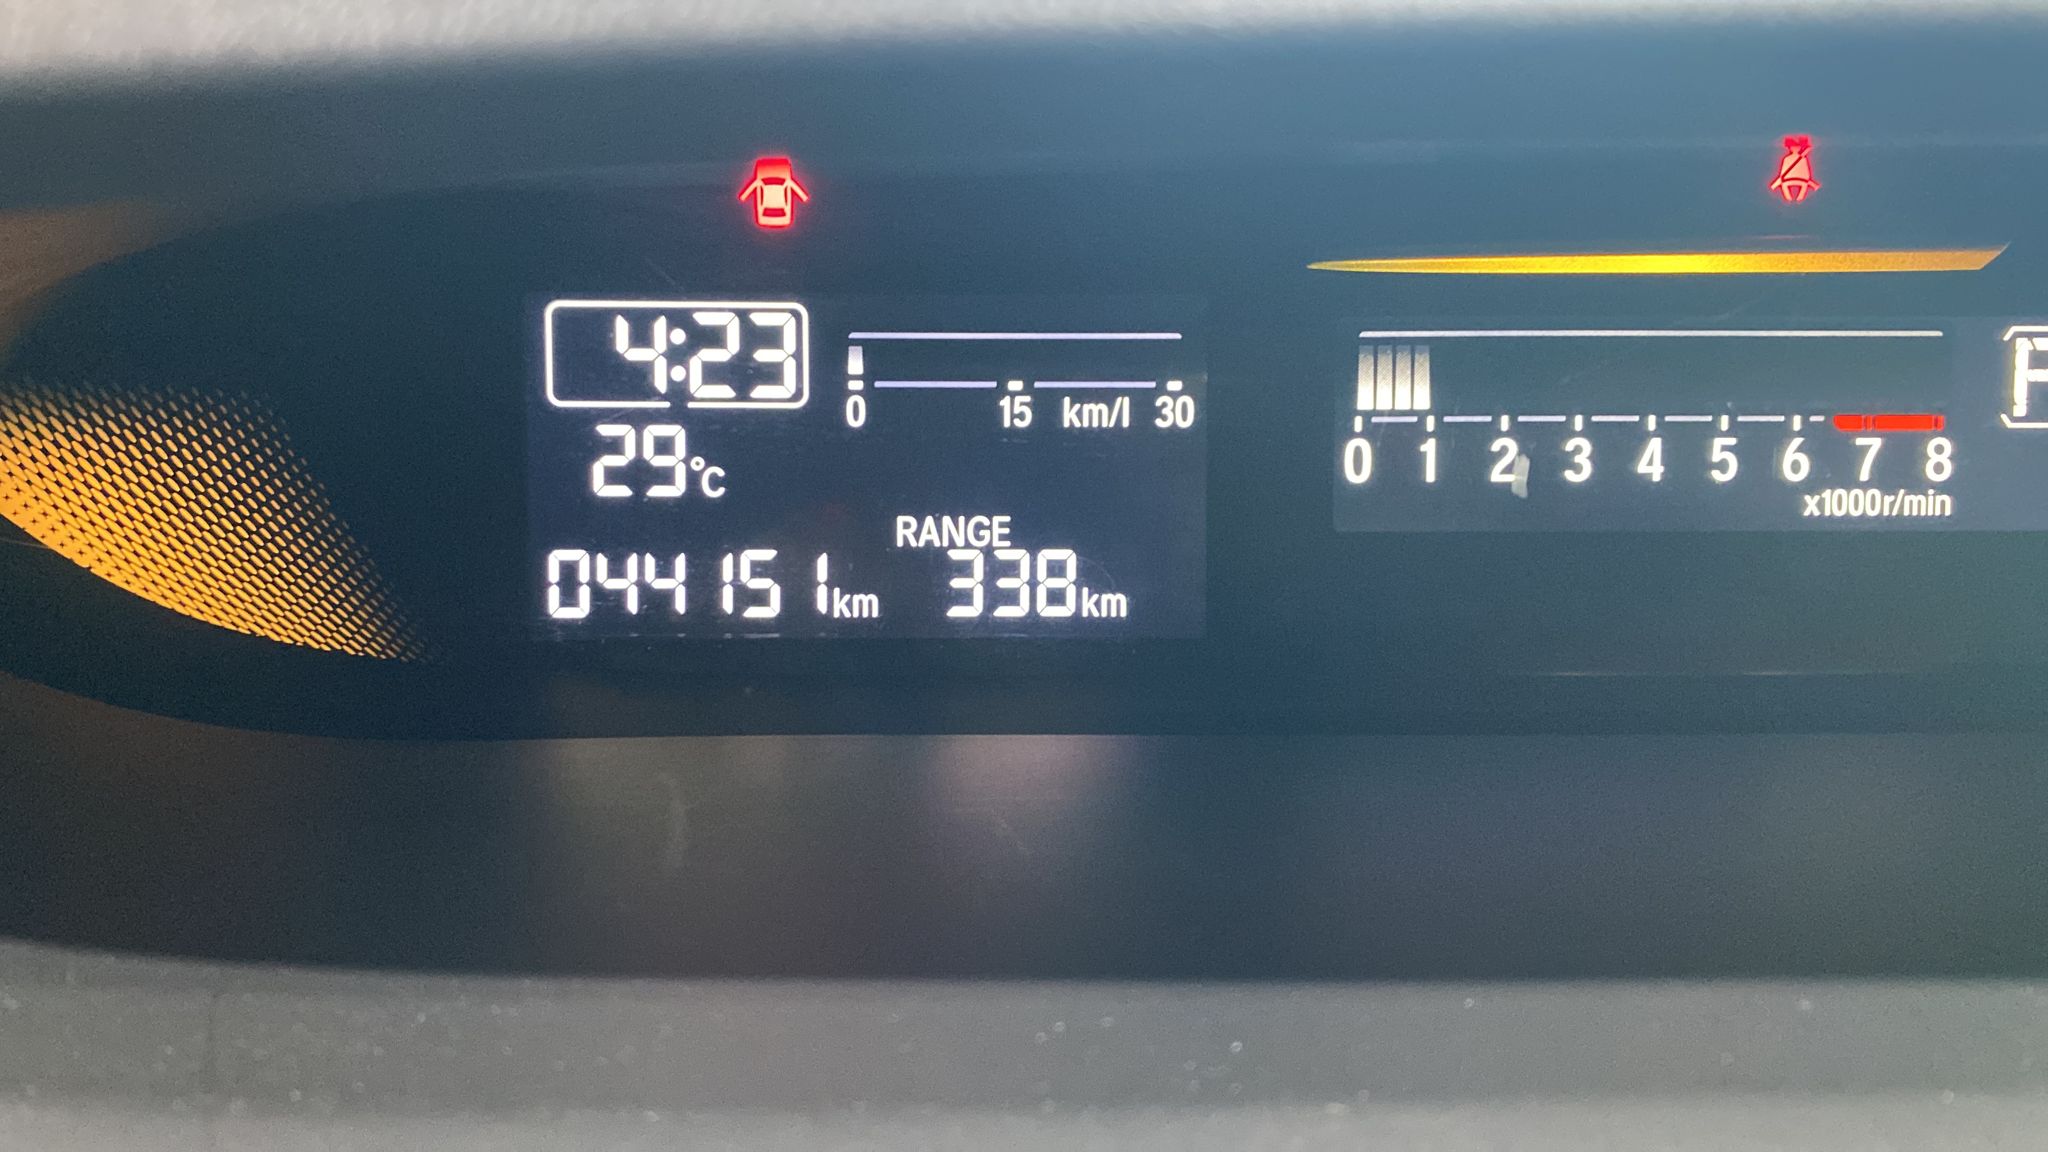 4:23
0 15 km/l 30
29°C
RANGE
044151km 338km
0 1 2 3 4 5 6 7 8
x1000r/min